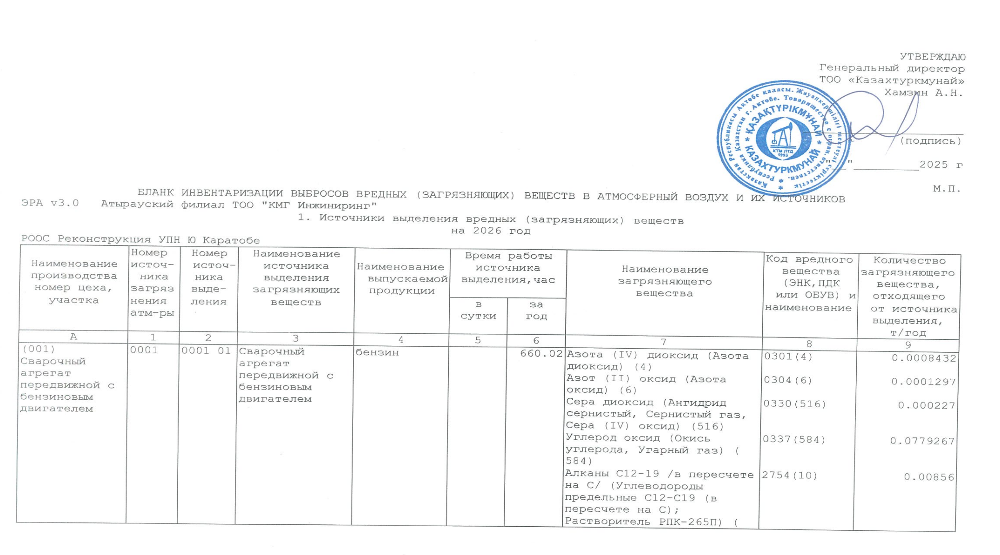 УТВЕРЖДАЮ
Генеральный директор
ТОО «Казахтуркмунай»
Хамзин А.Н.
(подпись)
"__"_________2025 г
М.П.
Қазақстан Республикасы Ақтөбе қаласы. Жауапкершілігі шектеулі серіктестік
Республика Казахстан г. Актобе. Товарищество с огран. ответствен.
ҚАЗАҚТҮРІКМҰНАЙ
КАЗАХТУРКМУНАЙ
КТМ ЛТД
1993
БЛАНК ИНВЕНТАРИЗАЦИИ ВЫБРОСОВ ВРЕДНЫХ (ЗАГРЯЗНЯЮЩИХ) ВЕЩЕСТВ В АТМОСФЕРНЫЙ ВОЗДУХ И ИХ ИСТОЧНИКОВ
ЭРА v3.0 Атырауский филиал ТОО "КМГ Инжиниринг"
1. Источники выделения вредных (загрязняющих) веществ
на 2026 год
РООС Реконструкция УПН Ю Каратобе
Наименование
производства
номер цеха,
участка
Номер
источ-
ника
загряз
нения
атм-ры
Номер
источ-
ника
выде-
ления
Наименование
источника
выделения
загрязняющих
веществ
Наименование
выпускаемой
продукции
Время работы
источника
выделения,час
в
сутки
за
год
Наименование
загрязняющего
вещества
Код вредного
вещества
(ЭНК,ПДК
или ОБУВ) и
наименование
Количество
загрязняющего
вещества,
отходящего
от источника
выделения,
т/год
А 1 2 3 4 5 6 7 8 9
(001)
Сварочный
агрегат
передвижной с
бензиновым
двигателем
0001
0001 01
Сварочный
агрегат
передвижной с
бензиновым
двигателем
бензин
660.02
Азота (IV) диоксид (Азота 0301(4) 0.0008432
диоксид) (4)
Азот (II) оксид (Азота 0304(6) 0.0001297
оксид) (6)
Сера диоксид (Ангидрид 0330(516) 0.000227
сернистый, Сернистый газ,
Сера (IV) оксид) (516)
Углерод оксид (Окись 0337(584) 0.0779267
углерода, Угарный газ) (
584)
Алканы С12-19 /в пересчете 2754(10) 0.00856
на С/ (Углеводороды
предельные С12-С19 (в
пересчете на С);
Растворитель РПК-265П) (